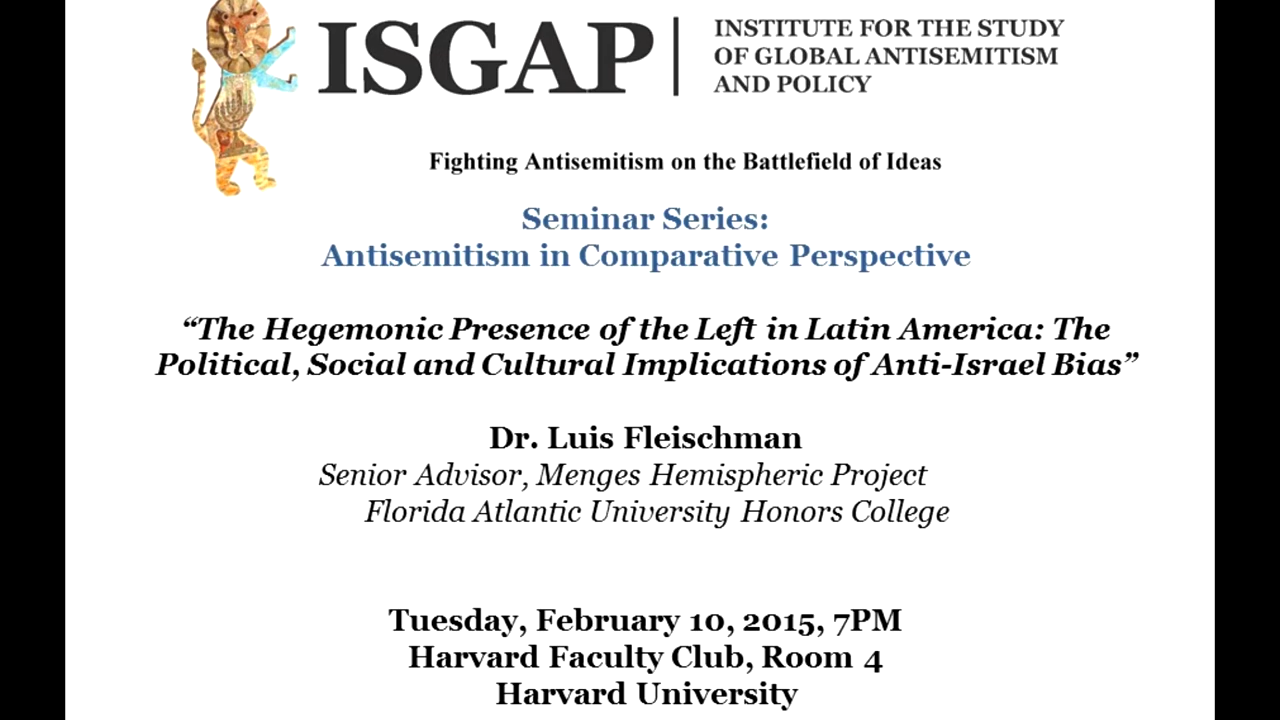 ISGAP
INSTITUTE FOR THE STUDY
OF GLOBAL ANTISEMITISM
AND POLICY
Fighting Antisemitism on the Battlefield of Ideas
Seminar Series:
Antisemitism in Comparative Perspective
“The Hegemonic Presence of the Left in Latin America: The
Political, Social and Cultural Implications of Anti-Israel Bias”
Dr. Luis Fleischman
Senior Advisor, Menges Hemispheric Project
Florida Atlantic University Honors College
Tuesday, February 10, 2015, 7PM
Harvard Faculty Club, Room 4
Harvard University